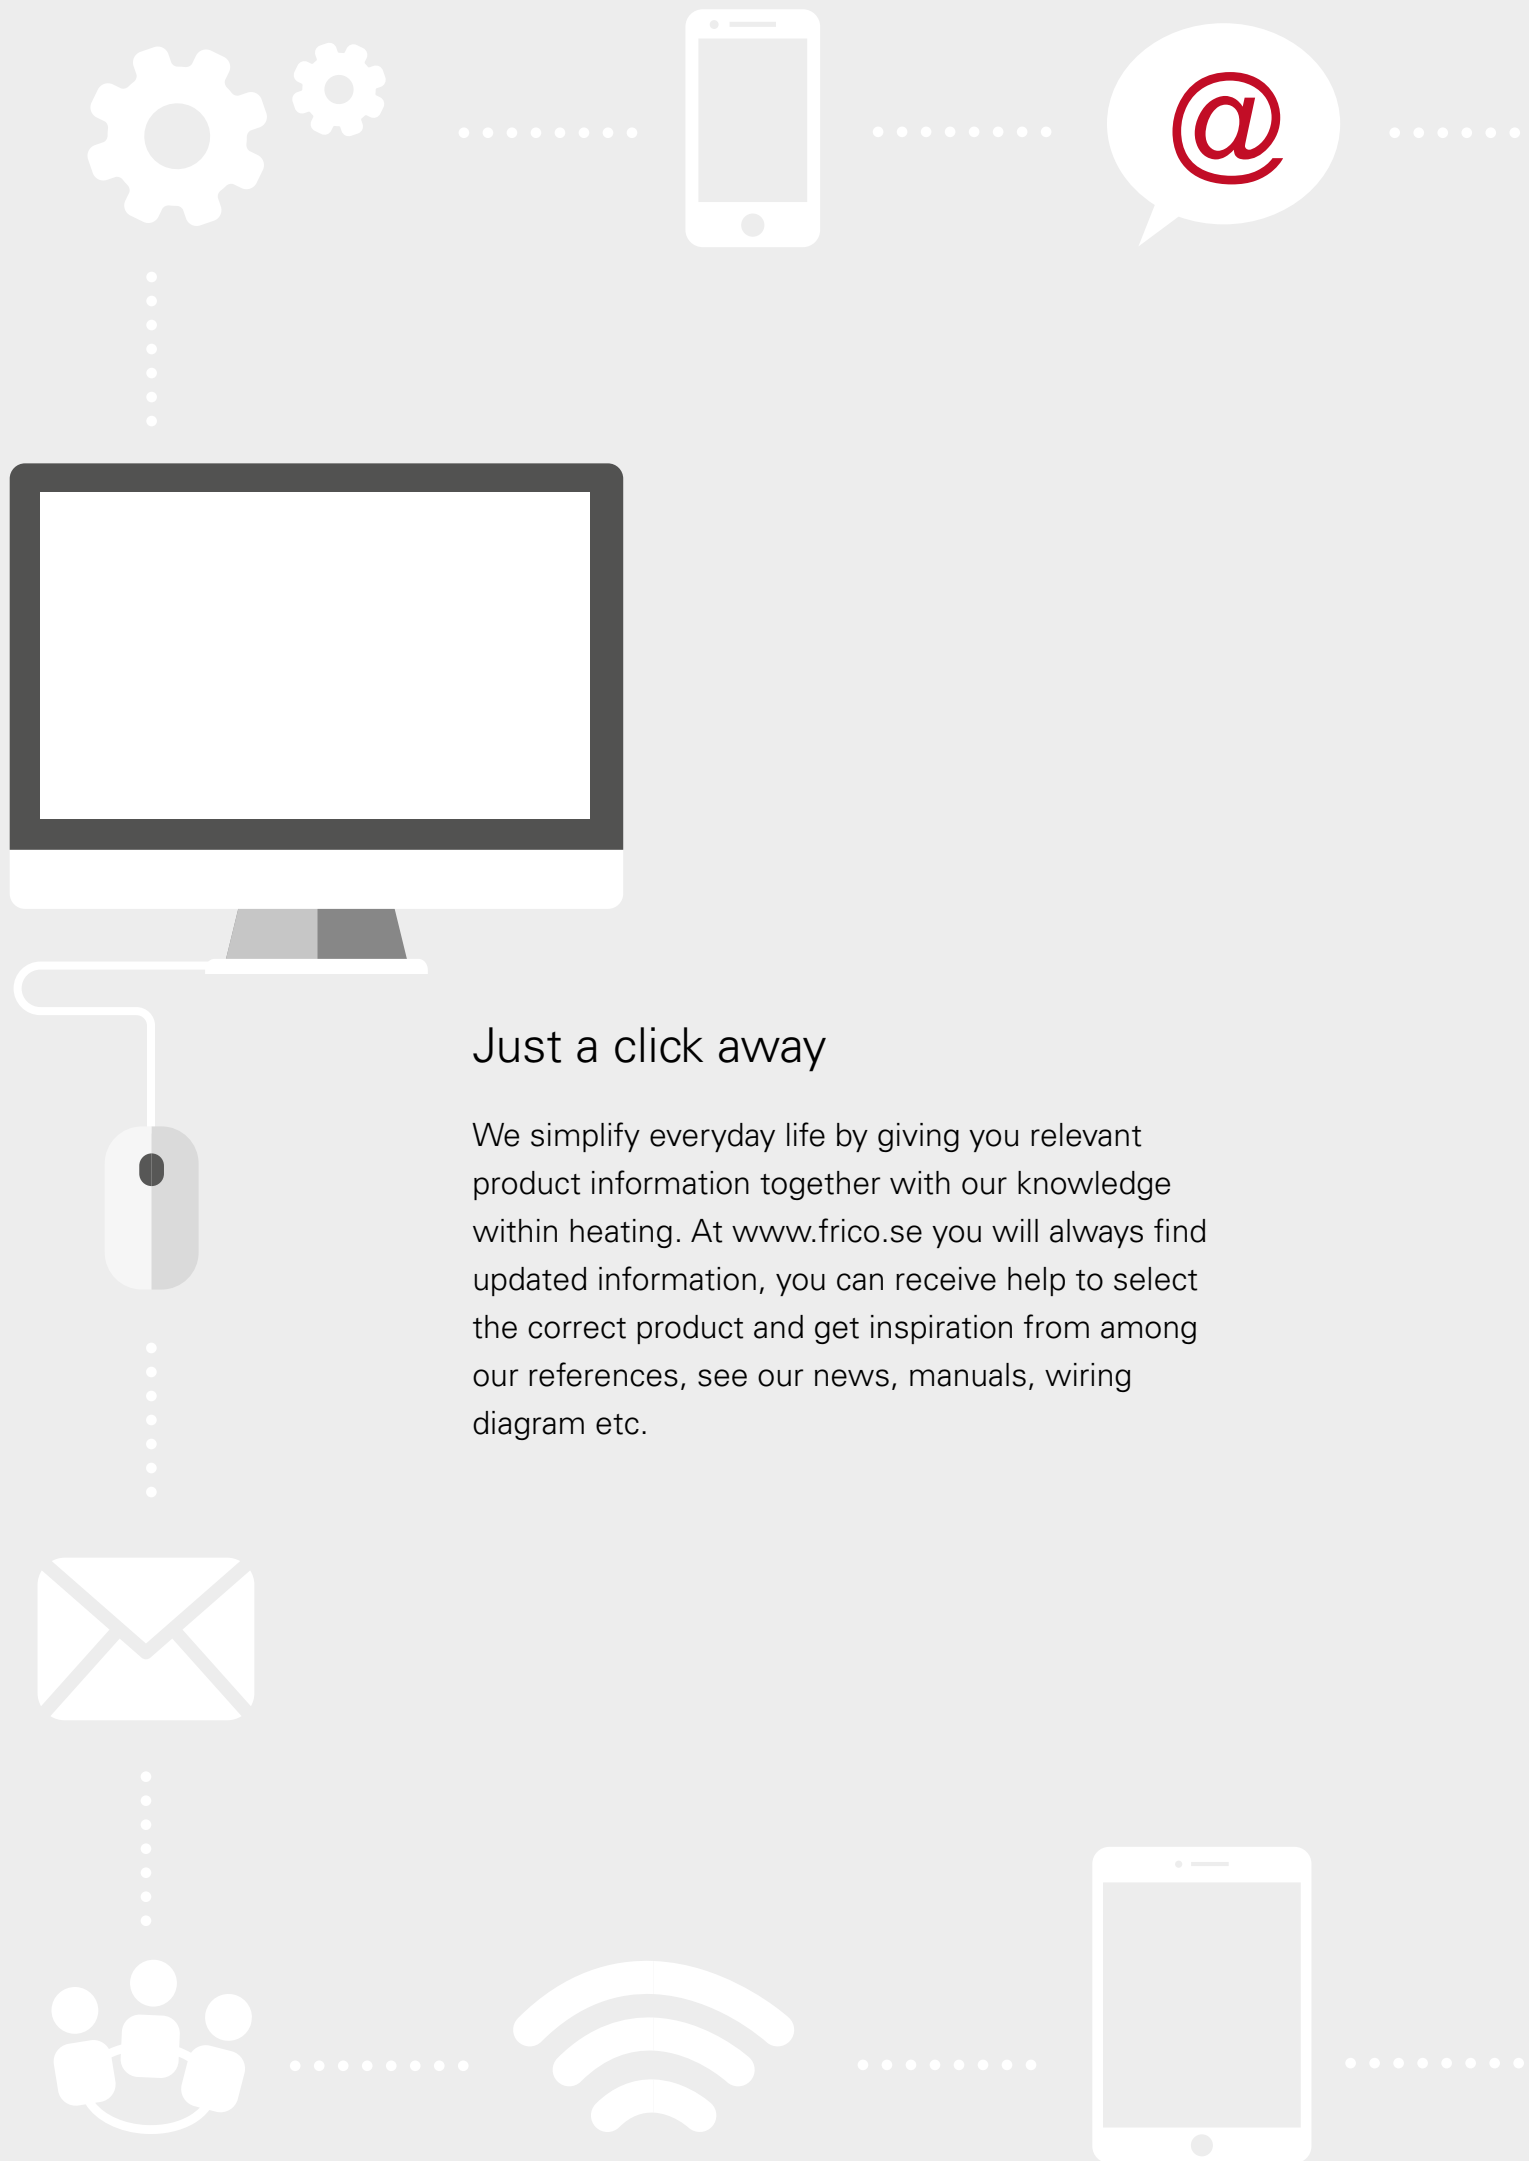 @
Just a click away
We simplify everyday life by giving you relevant
product information together with our knowledge
within heating. At www.frico.se you will always find
updated information, you can receive help to select
the correct product and get inspiration from among
our references, see our news, manuals, wiring
diagram etc.